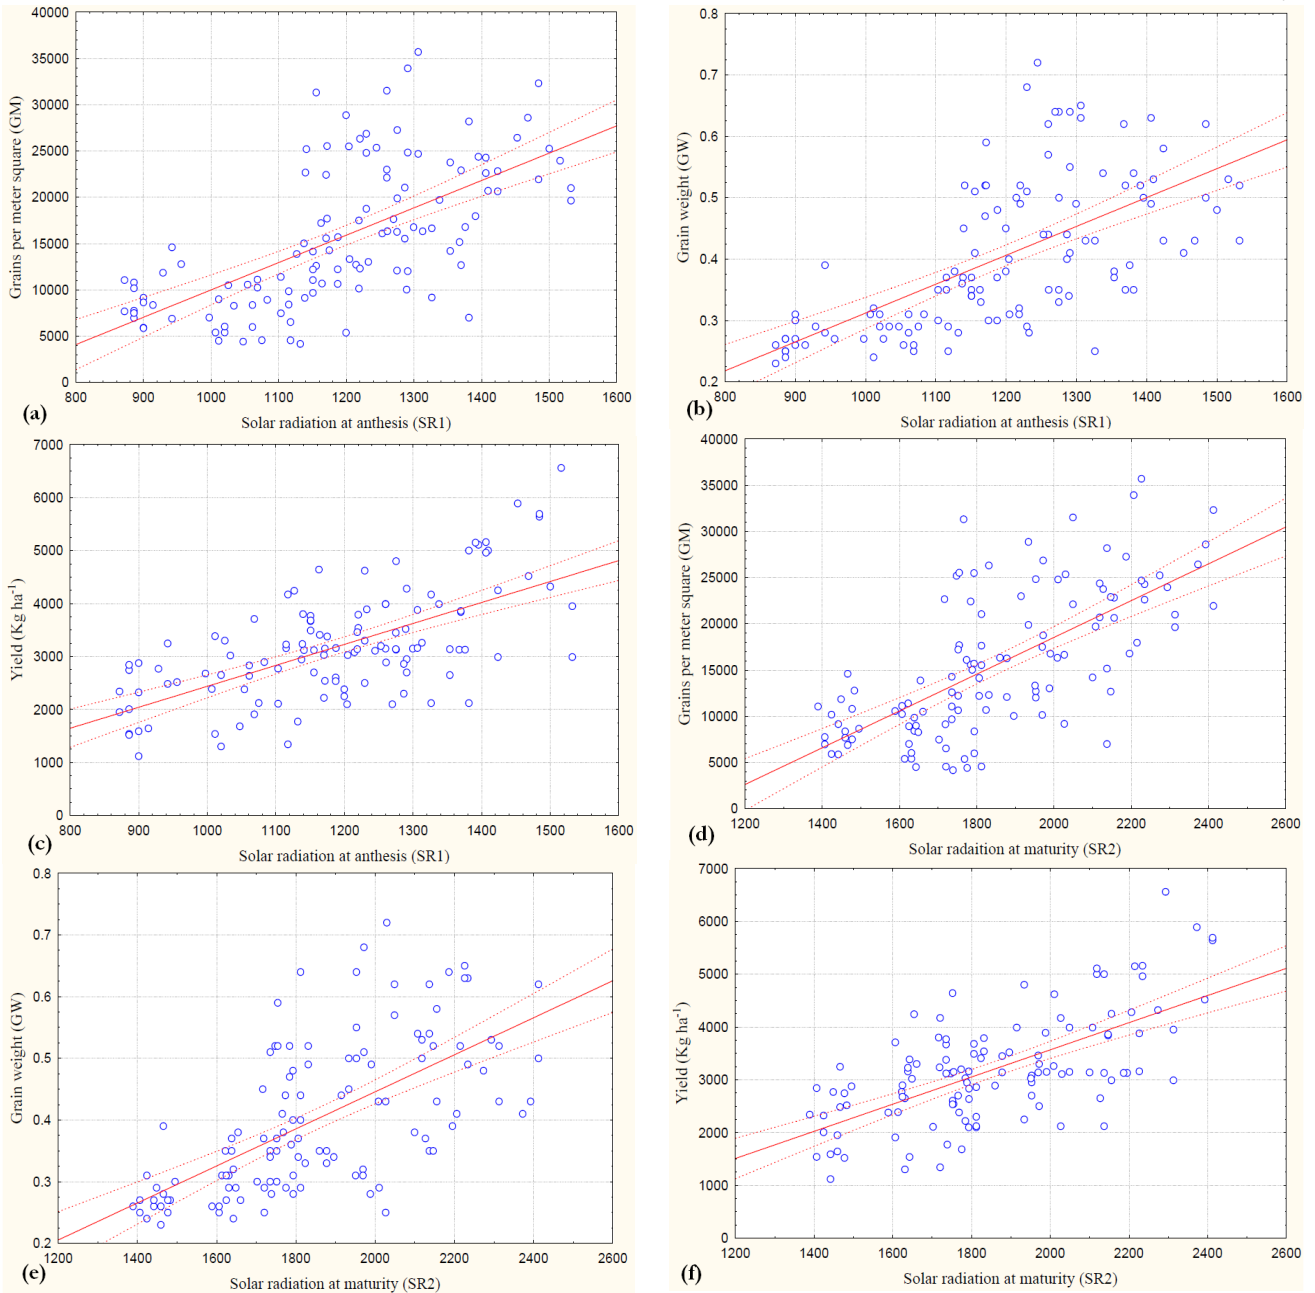 40000
35000
30000
25000
20000
15000
10000
5000
0
Grains per meter square (GM)
800 900 1000 1100 1200 1300 1400 1500 1600
(a)
Solar radiation at anthesis (SR1)
0.8
0.7
0.6
0.5
0.4
0.3
0.2
Grain weight (GW)
800 900 1000 1100 1200 1300 1400 1500 1600
(b)
Solar radiation at anthesis (SR1)
7000
6000
5000
4000
3000
2000
1000
0
Yield (Kg ha-1)
800 900 1000 1100 1200 1300 1400 1500 1600
(c)
Solar radiation at anthesis (SR1)
40000
35000
30000
25000
20000
15000
10000
5000
0
Grains per meter square (GM)
1200 1400 1600 1800 2000 2200 2400 2600
(d)
Solar radaition at maturity (SR2)
0.8
0.7
0.6
0.5
0.4
0.3
0.2
Grain weight (GW)
1200 1400 1600 1800 2000 2200 2400 2600
(e)
Solar radiation at maturity (SR2)
7000
6000
5000
4000
3000
2000
1000
0
Yield (Kg ha-1)
1200 1400 1600 1800 2000 2200 2400 2600
(f)
Solar radiation at maturity (SR2)